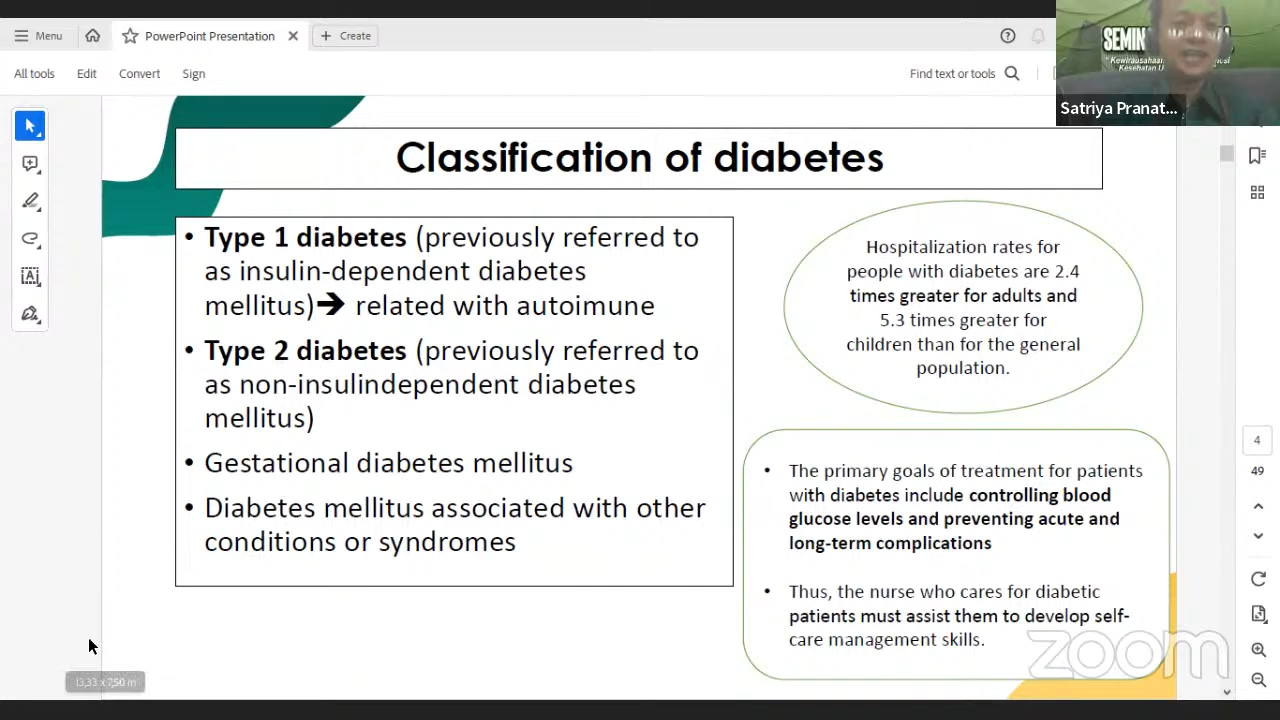 Menu
PowerPoint Presentation
Create
All tools
Edit
Convert
Sign
Find text or tools
SEMIN
Satriya Pranat...
Classification of diabetes
• Type 1 diabetes (previously referred to
as insulin-dependent diabetes
mellitus)➔ related with autoimune
• Type 2 diabetes (previously referred to
as non-insulindependent diabetes
mellitus)
• Gestational diabetes mellitus
• Diabetes mellitus associated with other
conditions or syndromes
Hospitalization rates for
people with diabetes are 2.4
times greater for adults and
5.3 times greater for
children than for the general
population.
• The primary goals of treatment for patients
with diabetes include controlling blood
glucose levels and preventing acute and
long-term complications
• Thus, the nurse who cares for diabetic
patients must assist them to develop self-
care management skills.
4
49
13,33 x 7,50 in
zoom